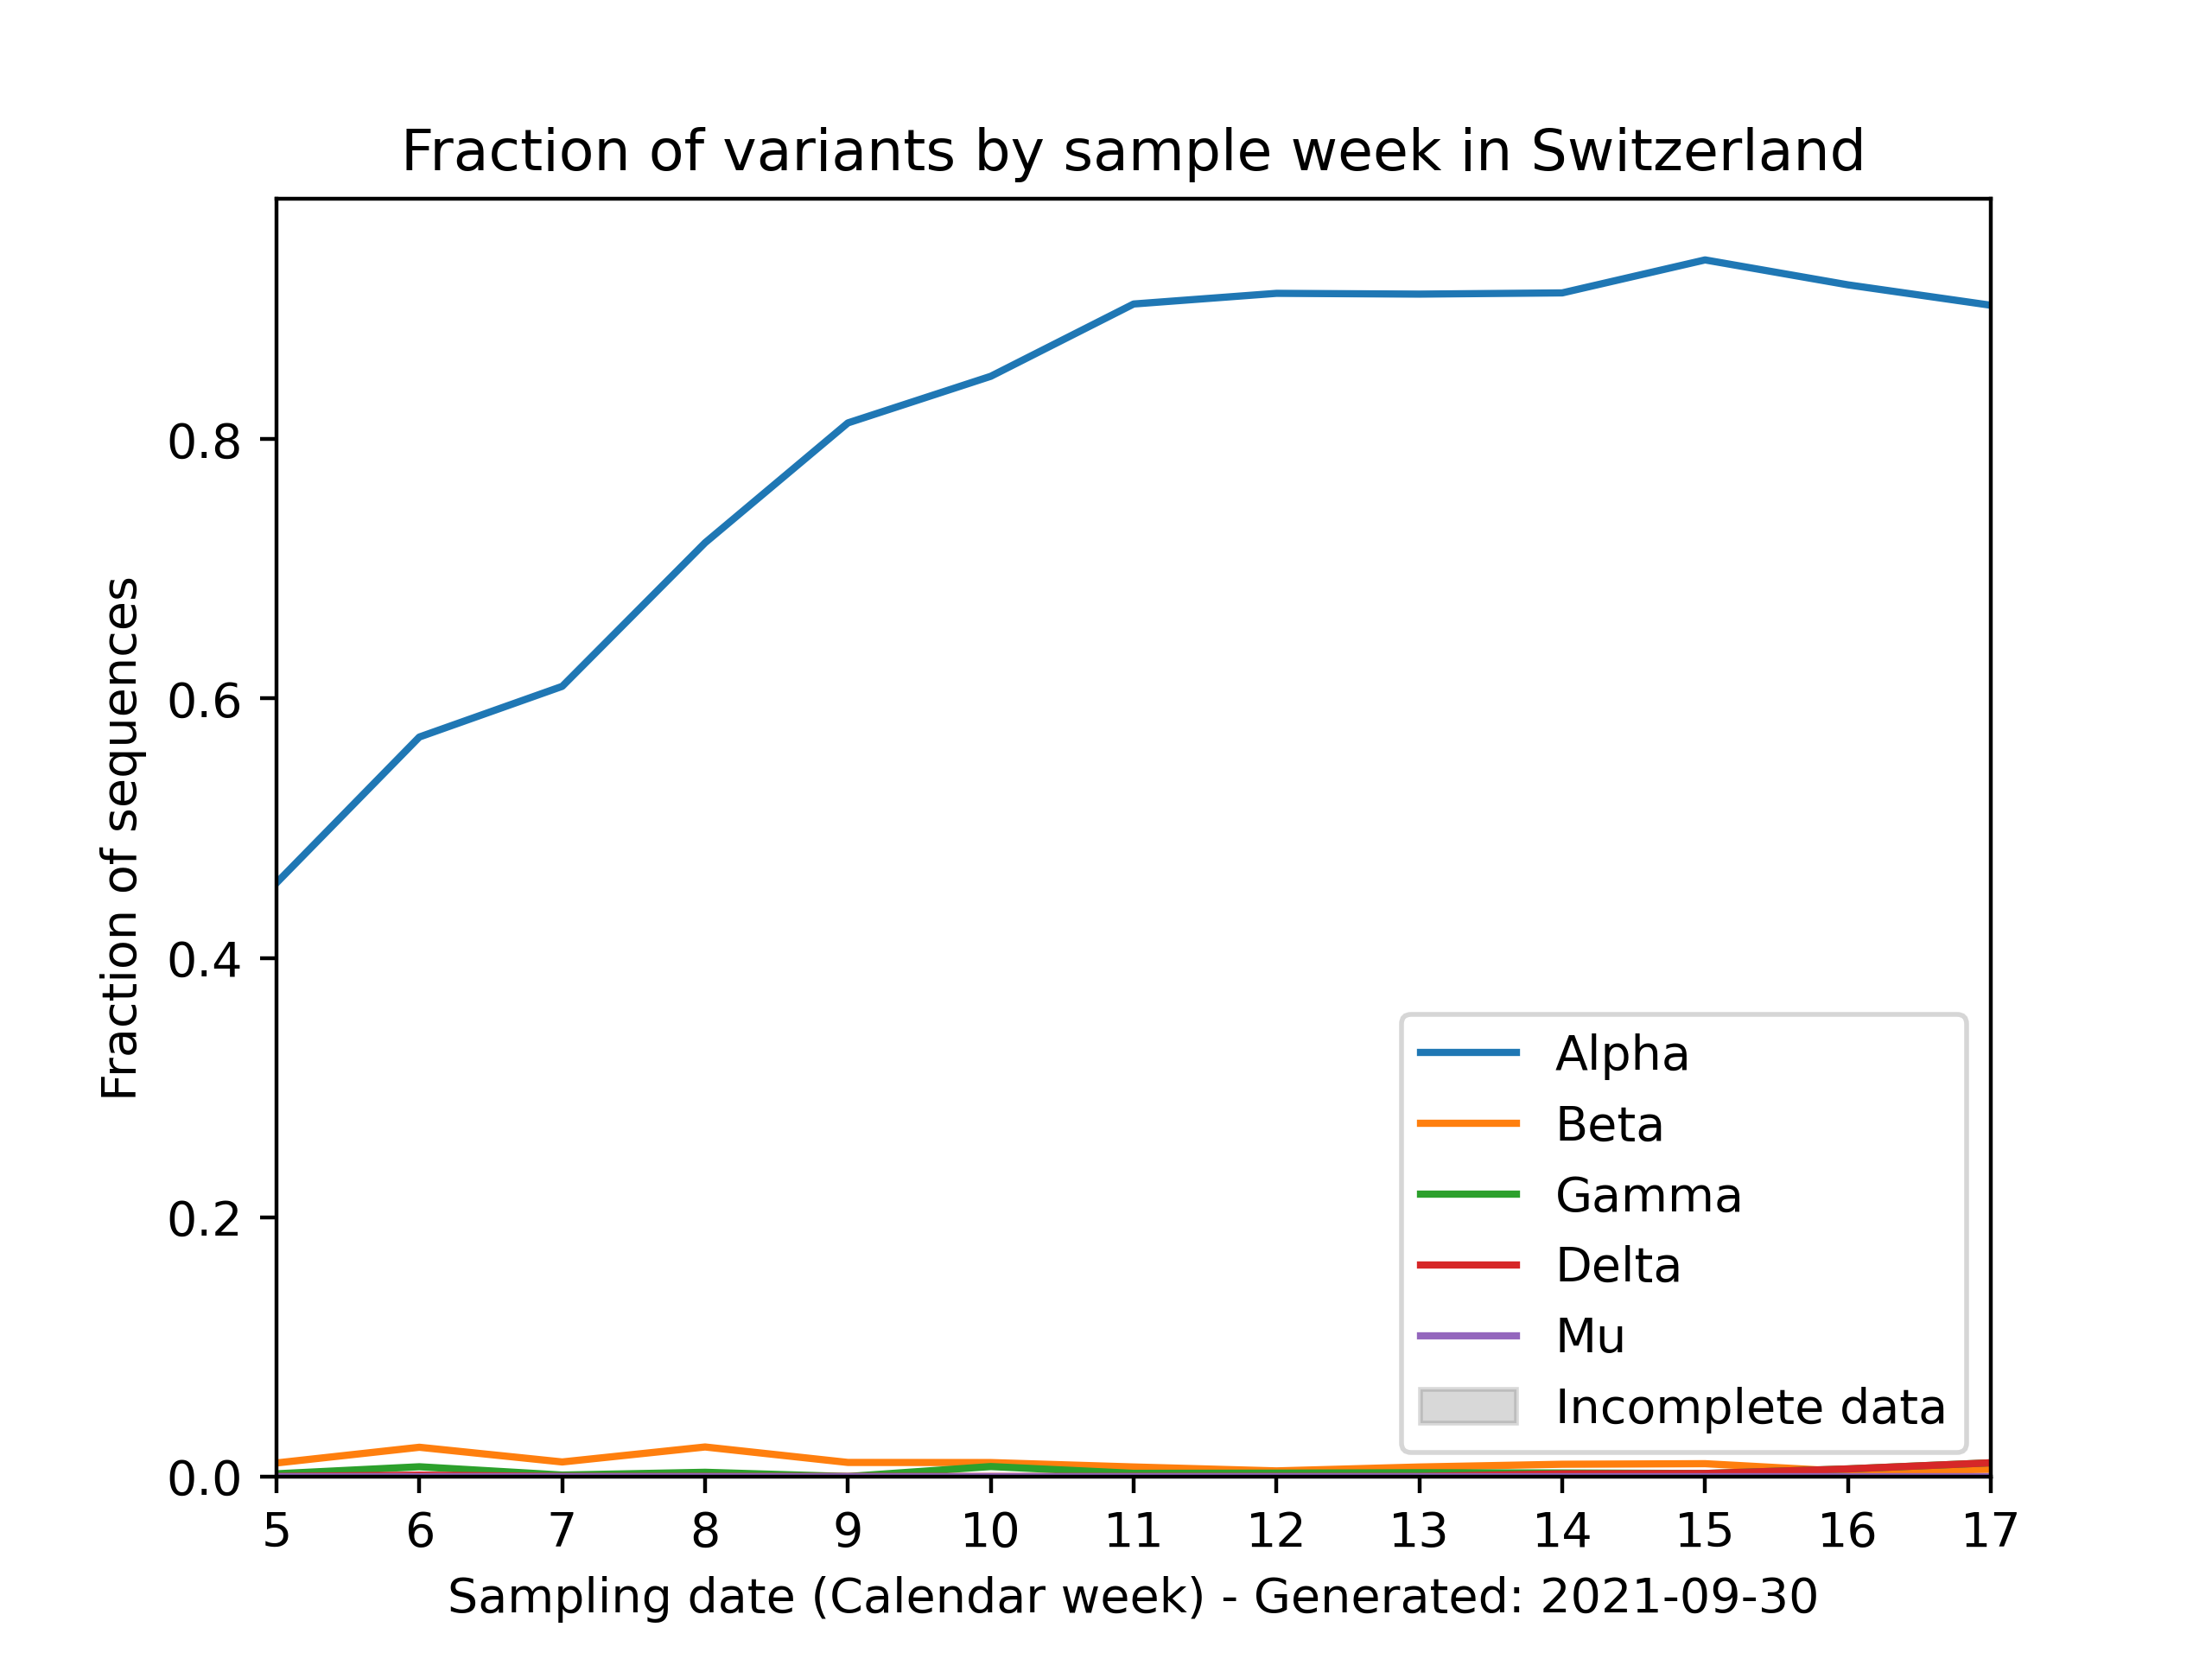 Fraction of variants by sample week in Switzerland
Fraction of sequences
0.8
0.6
0.4
0.2
0.0
Alpha
Beta
Gamma
Delta
Mu
Incomplete data
5 6 7 8 9 10 11 12 13 14 15 16 17
Sampling date (Calendar week) - Generated: 2021-09-30